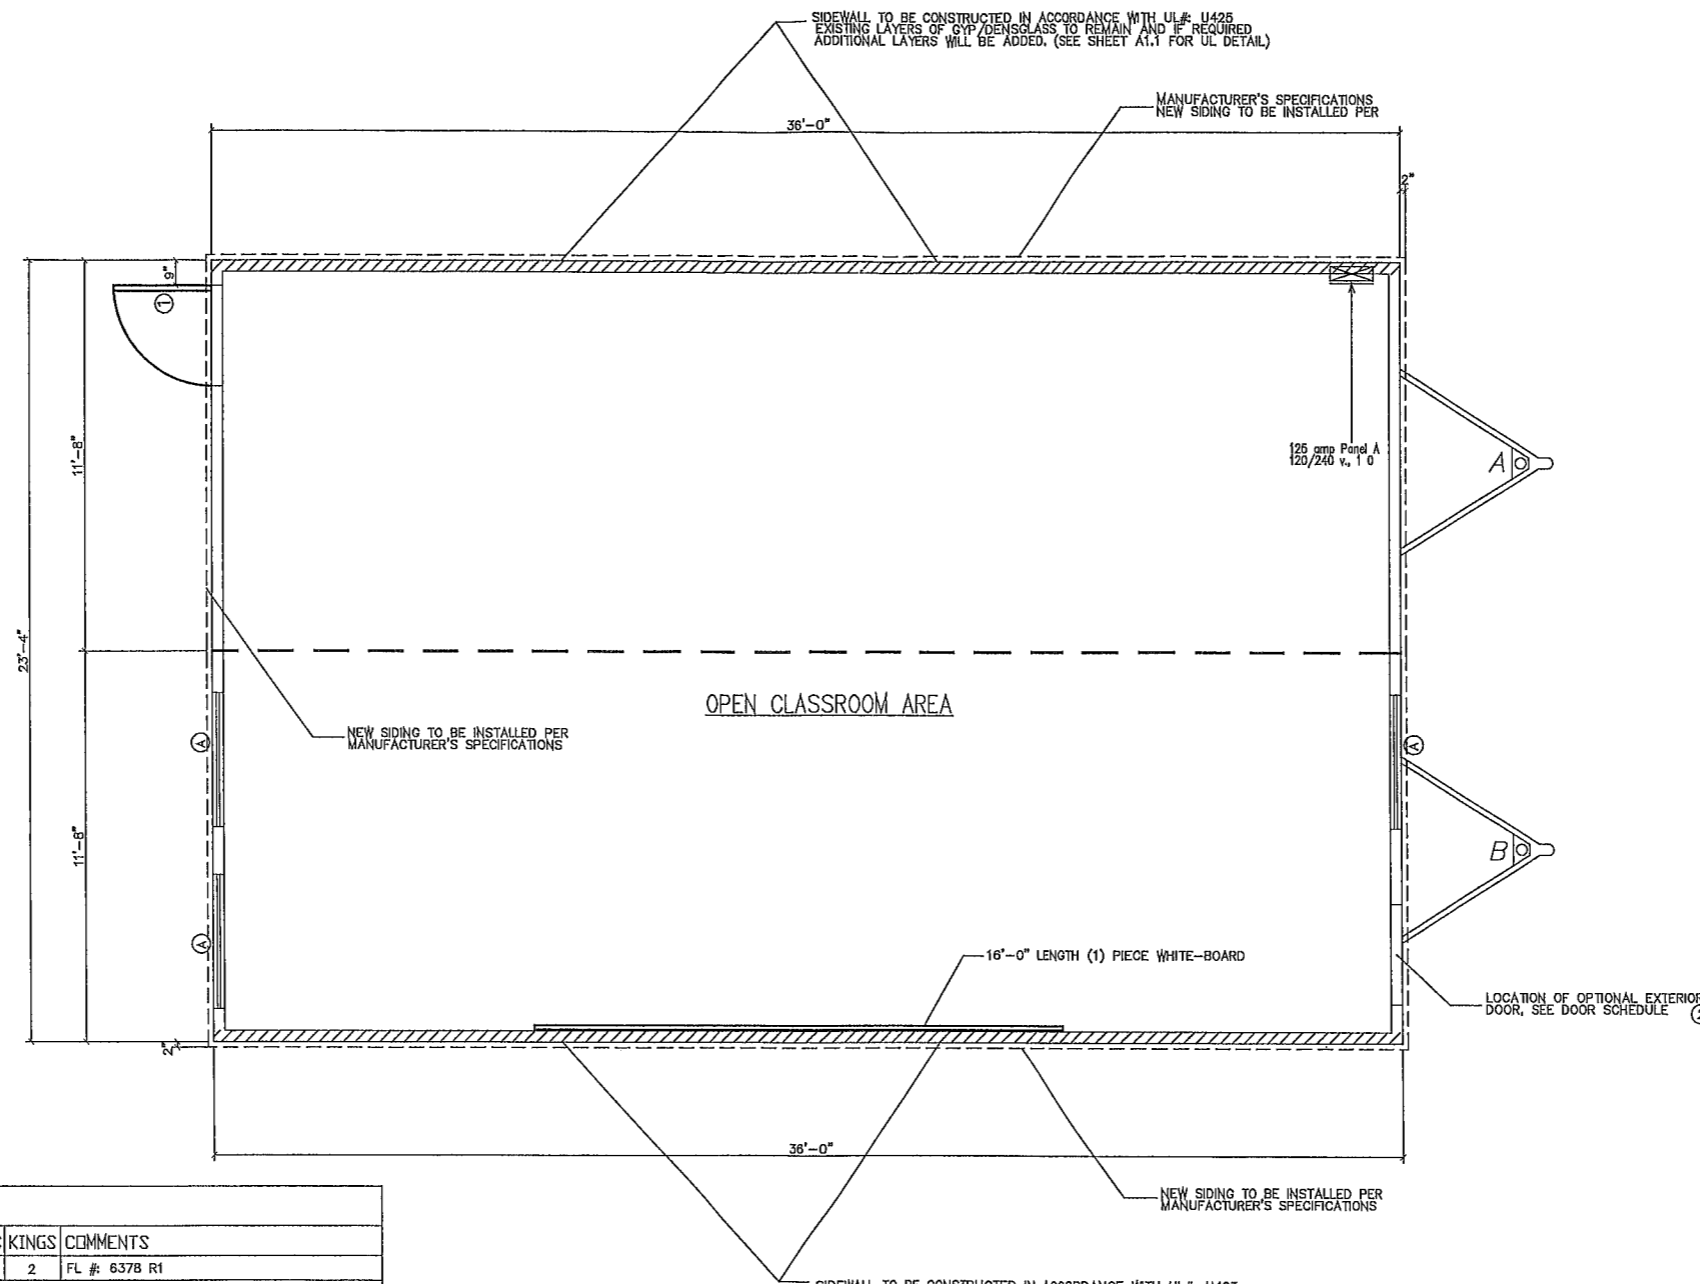 SIDEWALL TO BE CONSTRUCTED IN ACCORDANCE WITH UL#: U425
EXISTING LAYERS OF GYP/DENSGLASS TO REMAIN AND IF REQUIRED
ADDITIONAL LAYERS WILL BE ADDED. (SEE SHEET A1.1 FOR UL DETAIL)
MANUFACTURER'S SPECIFICATIONS
NEW SIDING TO BE INSTALLED PER
36'-0"
2"
9"
1
11'-8"
23'-4"
125 amp Panel A
120/240 v., 1 0
A
OPEN CLASSROOM AREA
NEW SIDING TO BE INSTALLED PER
MANUFACTURER'S SPECIFICATIONS
A
A
11'-8"
B
A
16'-0" LENGTH (1) PIECE WHITE-BOARD
LOCATION OF OPTIONAL EXTERIOR
DOOR, SEE DOOR SCHEDULE
2"
36'-0"
NEW SIDING TO BE INSTALLED PER
MANUFACTURER'S SPECIFICATIONS
KINGS COMMENTS
2 FL #: 6378 R1